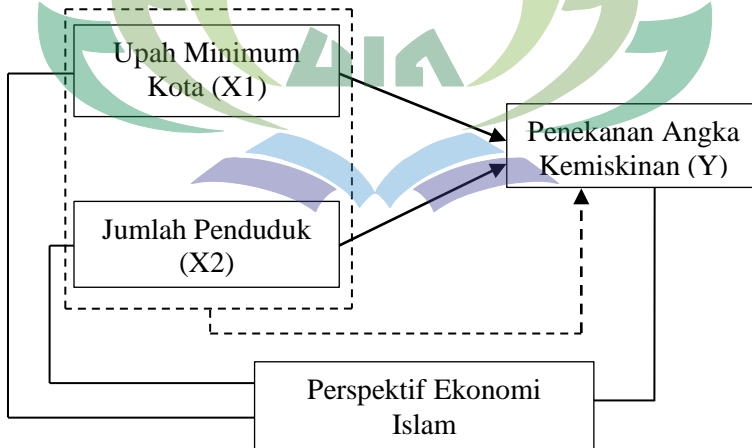 Upah Minimum
Kota (X1)
Penekanan Angka
Kemiskinan (Y)
Jumlah Penduduk
(X2)
Perspektif Ekonomi
Islam